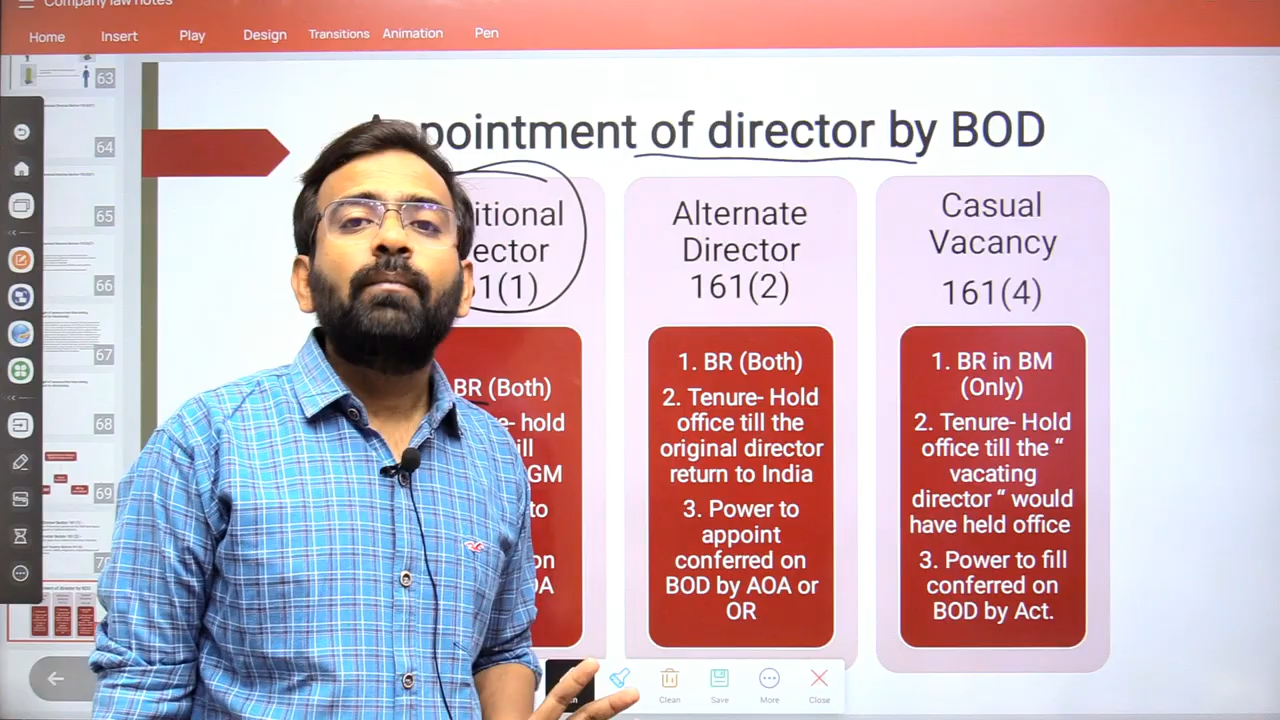 Company law notes
Home Insert Play Design Transitions Animation Pen
63
64
65
66
67
68
69
70
pointment of director by BOD
itional
ector
1(1)
BR (Both)
e- hold
ill
GM
to
on
OA
Alternate
Director
161(2)
1. BR (Both)
2. Tenure- Hold
office till the
original director
return to India
3. Power to
appoint
conferred on
BOD by AOA or
OR
Casual
Vacancy
161(4)
1. BR in BM
(Only)
2. Tenure- Hold
office till the “
vacating
director “ would
have held office
3. Power to fill
conferred on
BOD by Act.
Clean Save More Close